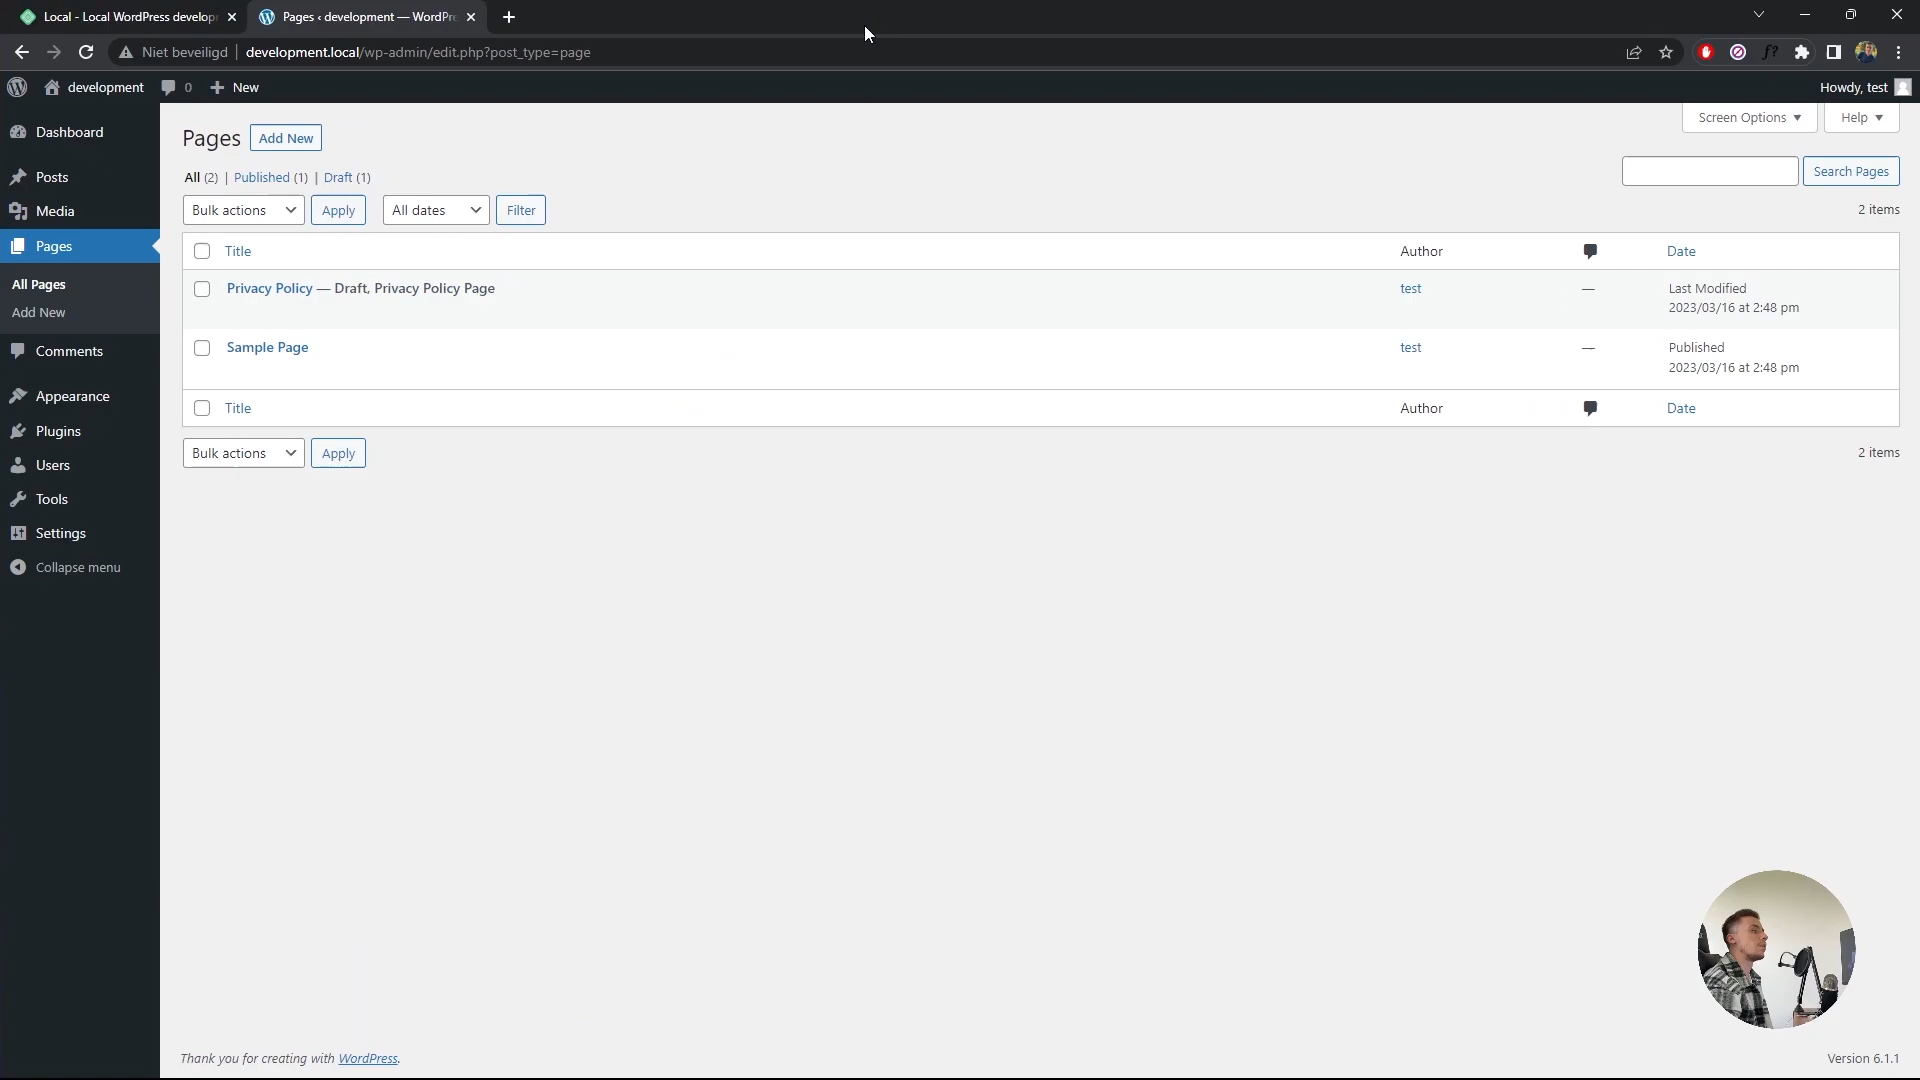 Local - Local WordPress develop
Pages ‹ development — WordPre
Niet beveiligd | development.local/wp-admin/edit.php?post_type=page
development 0 New
Howdy, test
Dashboard
Posts
Media
Pages
All Pages
Add New
Comments
Appearance
Plugins
Users
Tools
Settings
Collapse menu
Screen Options
Help
Pages Add New
All (2) | Published (1) | Draft (1)
Search Pages
Bulk actions Apply All dates Filter
2 items
Title Author Date
Privacy Policy — Draft, Privacy Policy Page test — Last Modified
2023/03/16 at 2:48 pm
Sample Page test — Published
2023/03/16 at 2:48 pm
Title Author Date
Bulk actions Apply
2 items
Thank you for creating with WordPress.
Version 6.1.1